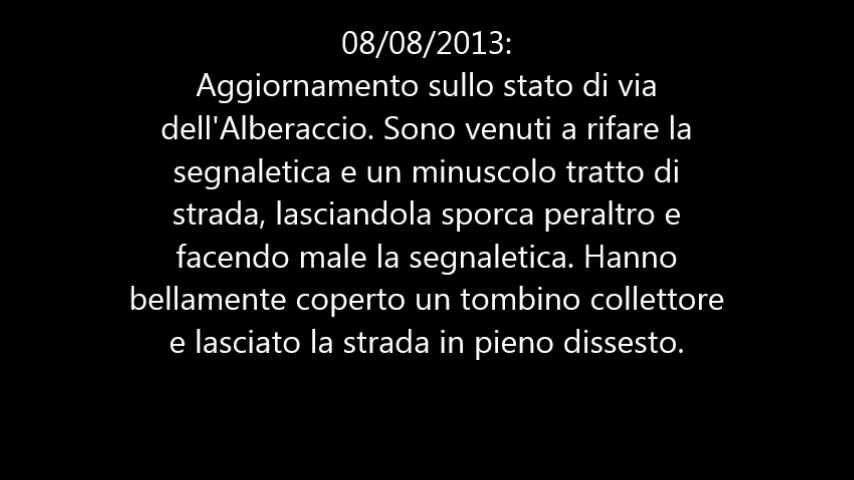 08/08/2013:
Aggiornamento sullo stato di via
dell'Alberaccio. Sono venuti a rifare la
segnaletica e un minuscolo tratto di
strada, lasciandola sporca peraltro e
facendo male la segnaletica. Hanno
bellamente coperto un tombino collettore
e lasciato la strada in pieno dissesto.